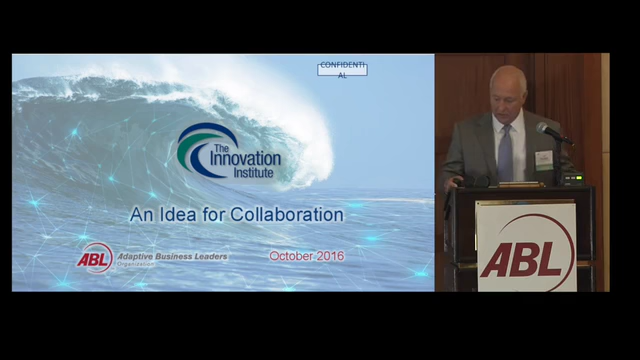 CONFIDENTI
AL
The
Innovation
Institute
An Idea for Collaboration
ABL
Adaptive Business Leaders
Organization
October 2016
ABL